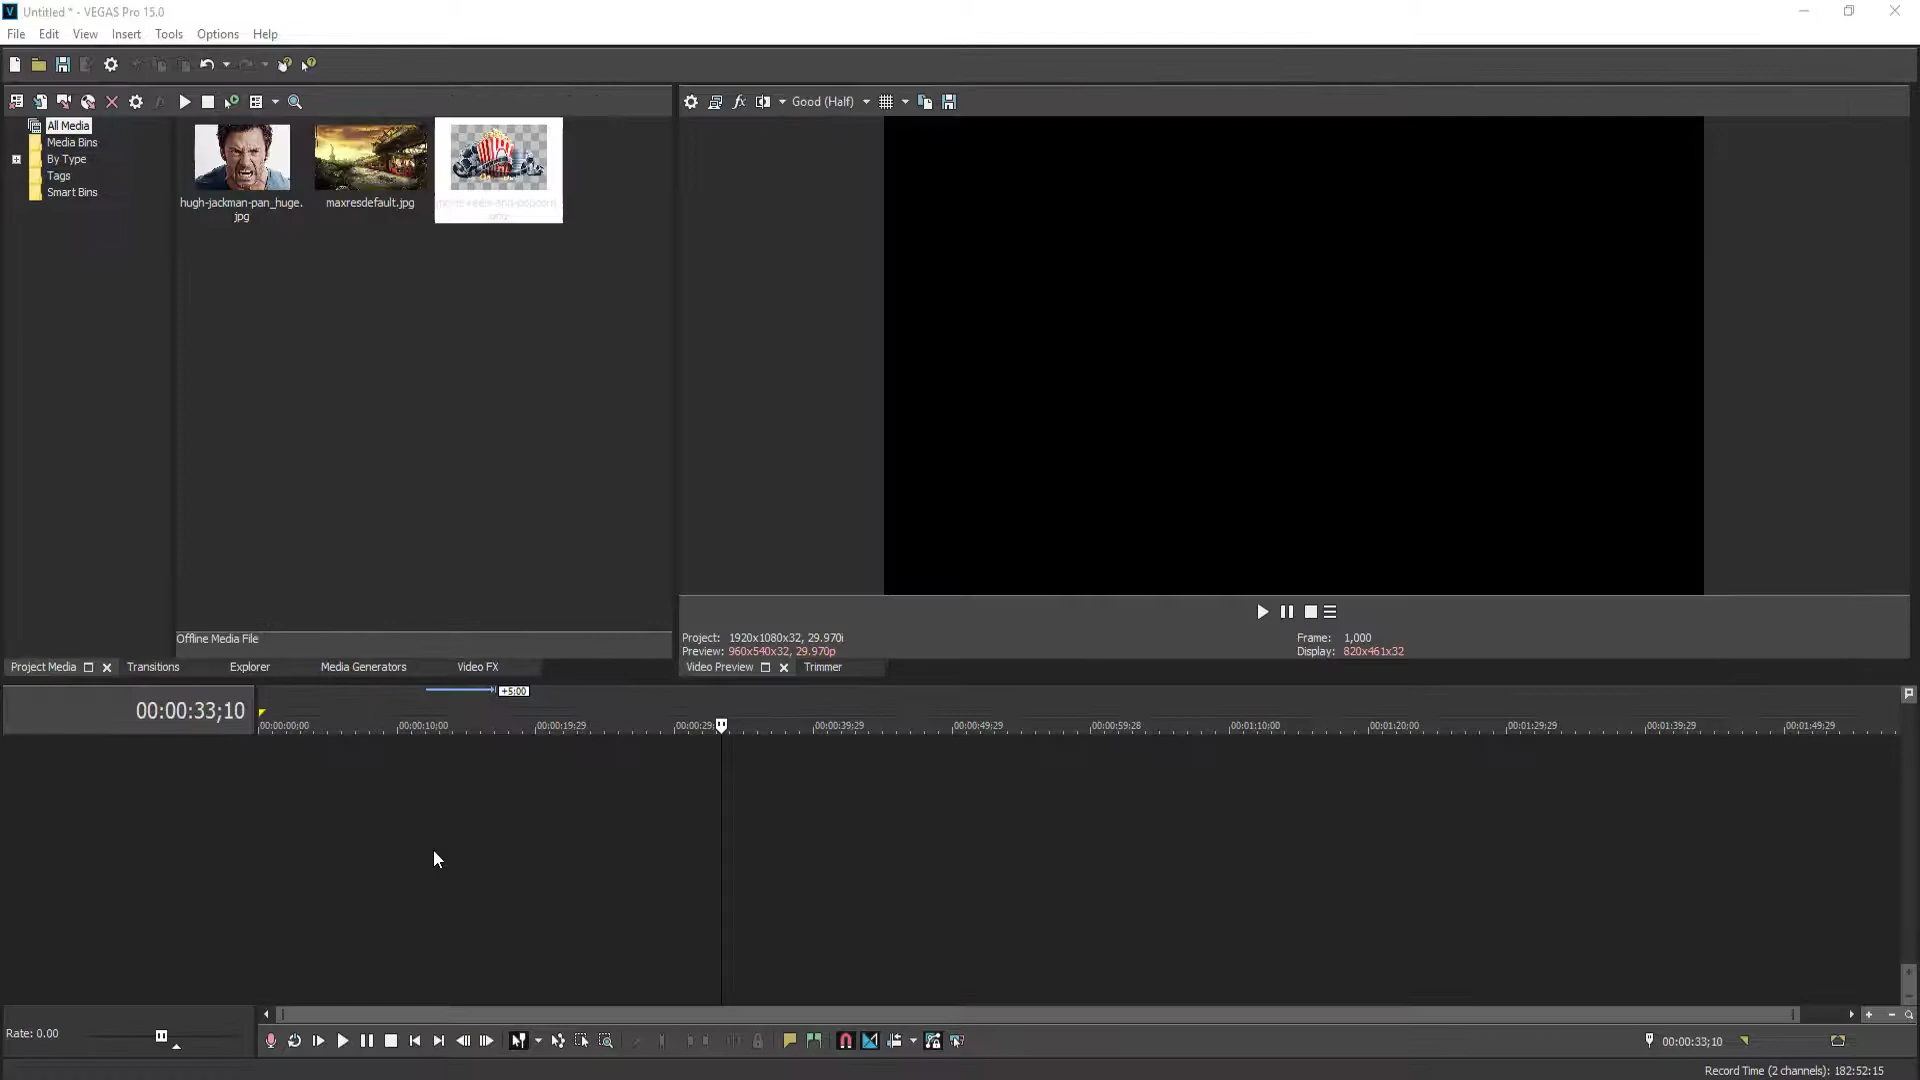 Untitled * - VEGAS Pro 15.0
File Edit View Insert Tools Options Help
Good (Half)
All Media
Media Bins
By Type
Tags
Smart Bins
hugh-jackman-pan_huge.
jpg
maxresdefault.jpg
Offline Media File
Project: 1920x1080x32, 29.970i
Preview: 960x540x32, 29.970p
Frame: 1,000
Display: 820x461x32
Project Media Transitions Explorer Media Generators Video FX
Video Preview Trimmer
+5:00
00:00:33;10
00:00:00;00 00:00:10;00 00:00:19;29 00:00:29; 00:00:39;29 00:00:49;29 00:00:59;28 00:01:10;00 00:01:20;00 00:01:29;29 00:01:39;29 00:01:49;29
Rate: 0.00
00:00:33;10
Record Time (2 channels): 182:52:15